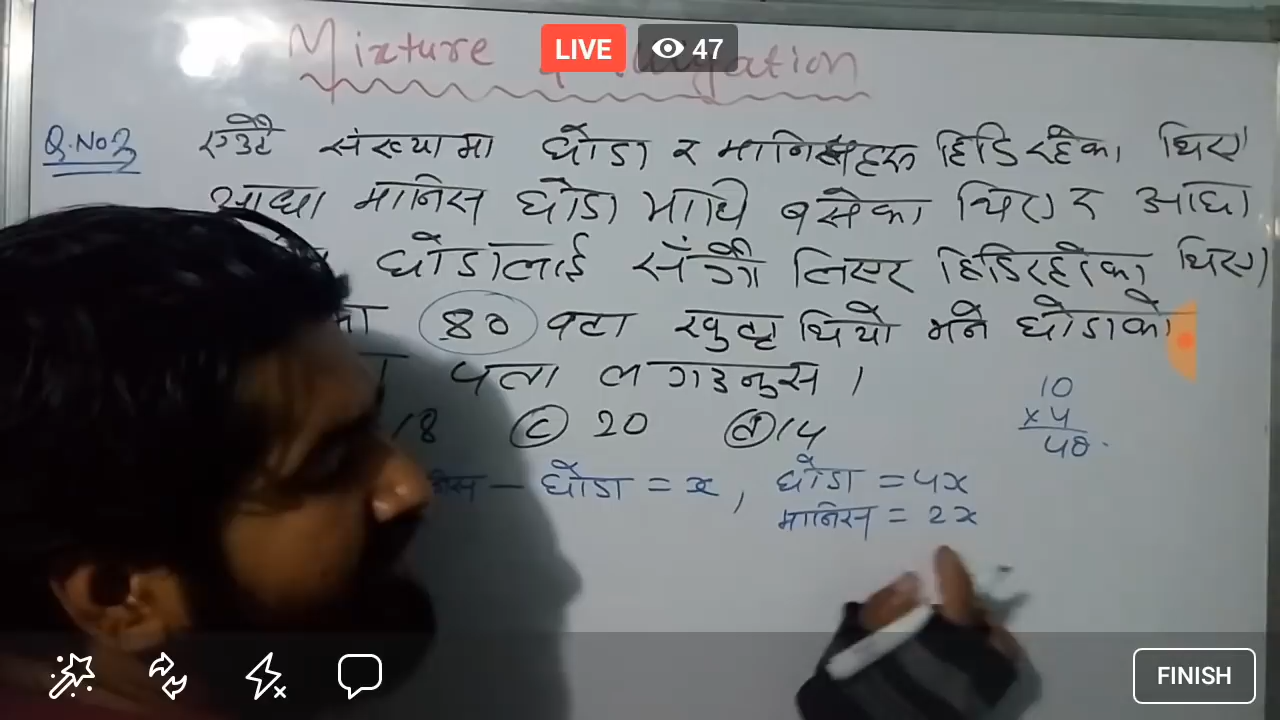 LIVE 47
Mixture
Q.No3 एउटै संख्यामा घोडा र मानिसहरु हिडिरहेका थिए
आधा मानिस घोडा माथि बसेका थिए र आधा
घोडालाई सँगै लिएर हिडिरहेका थिए।
80 वटा खुट्टा थियो भने घोडाको
पत्ता लगाउनुस।
18 (C) 20 (d) 14
10
x 4
40
घोडा = x, घोडा = 4x
मानिस = 2x
FINISH